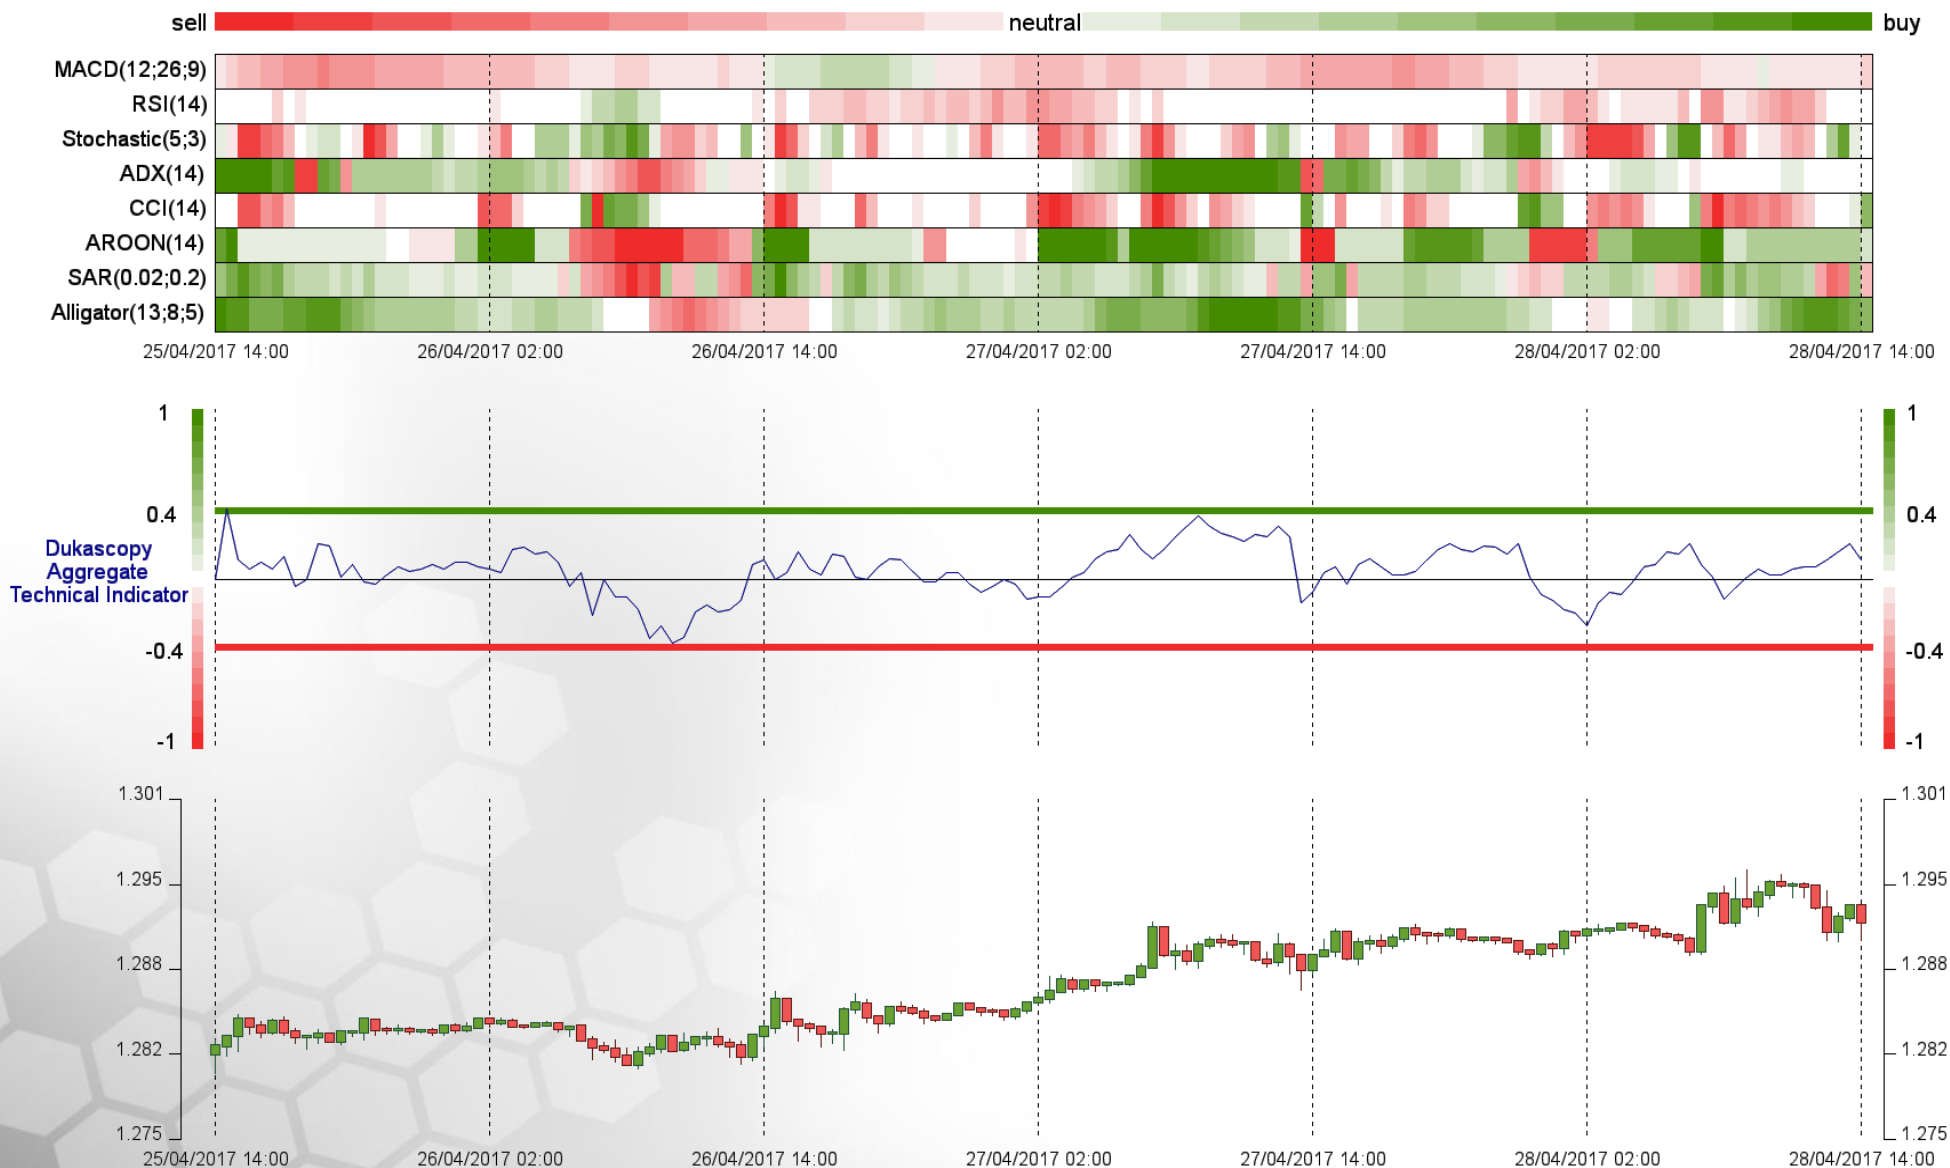 sell neutral buy
MACD(12;26;9)
RSI(14)
Stochastic(5;3)
ADX(14)
CCI(14)
AROON(14)
SAR(0.02;0.2)
Alligator(13;8;5)
25/04/2017 14:00 26/04/2017 02:00 26/04/2017 14:00 27/04/2017 02:00 27/04/2017 14:00 28/04/2017 02:00 28/04/2017 14:00
1 1
0.4 0.4
Dukascopy
Aggregate
Technical Indicator
-0.4 -0.4
-1 -1
1.301 1.301
1.295 1.295
1.288 1.288
1.282 1.282
1.275 1.275
25/04/2017 14:00 26/04/2017 02:00 26/04/2017 14:00 27/04/2017 02:00 27/04/2017 14:00 28/04/2017 02:00 28/04/2017 14:00